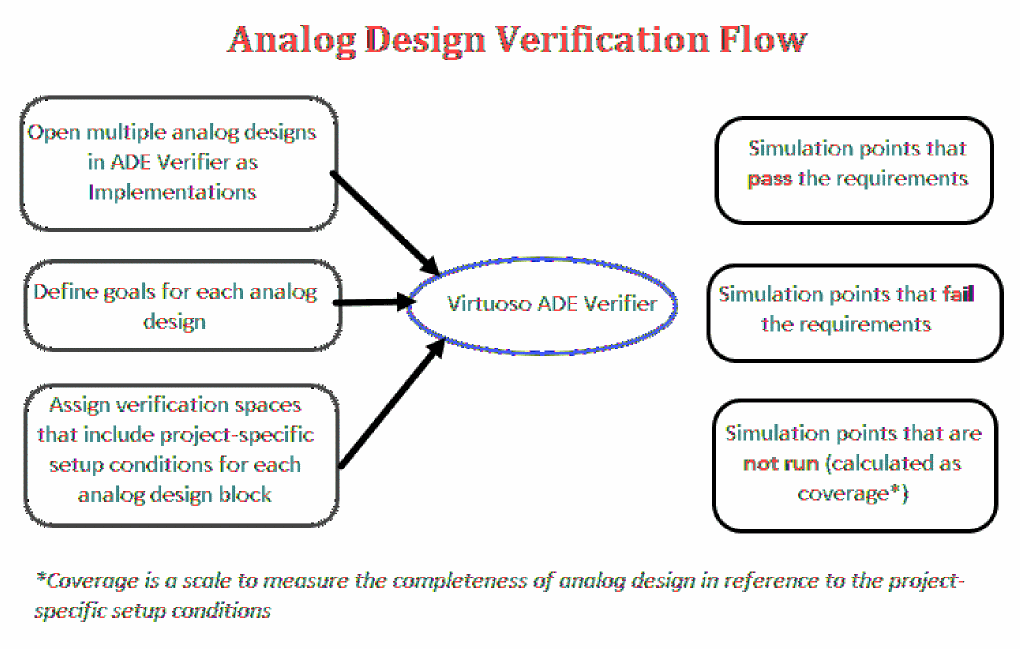 Analog Design Verification Flow
Open multiple analog designs
in ADE Verifier as
Implementations
Define goals for each analog
design
Assign verification spaces
that include project-specific
setup conditions for each
analog design block
Virtuoso ADE Verifier
Simulation points that
pass the requirements
Simulation points that fail
the requirements
Simulation points that are
not run (calculated as
coverage*)
*Coverage is a scale to measure the completeness of analog design in reference to the project-
specific setup conditions